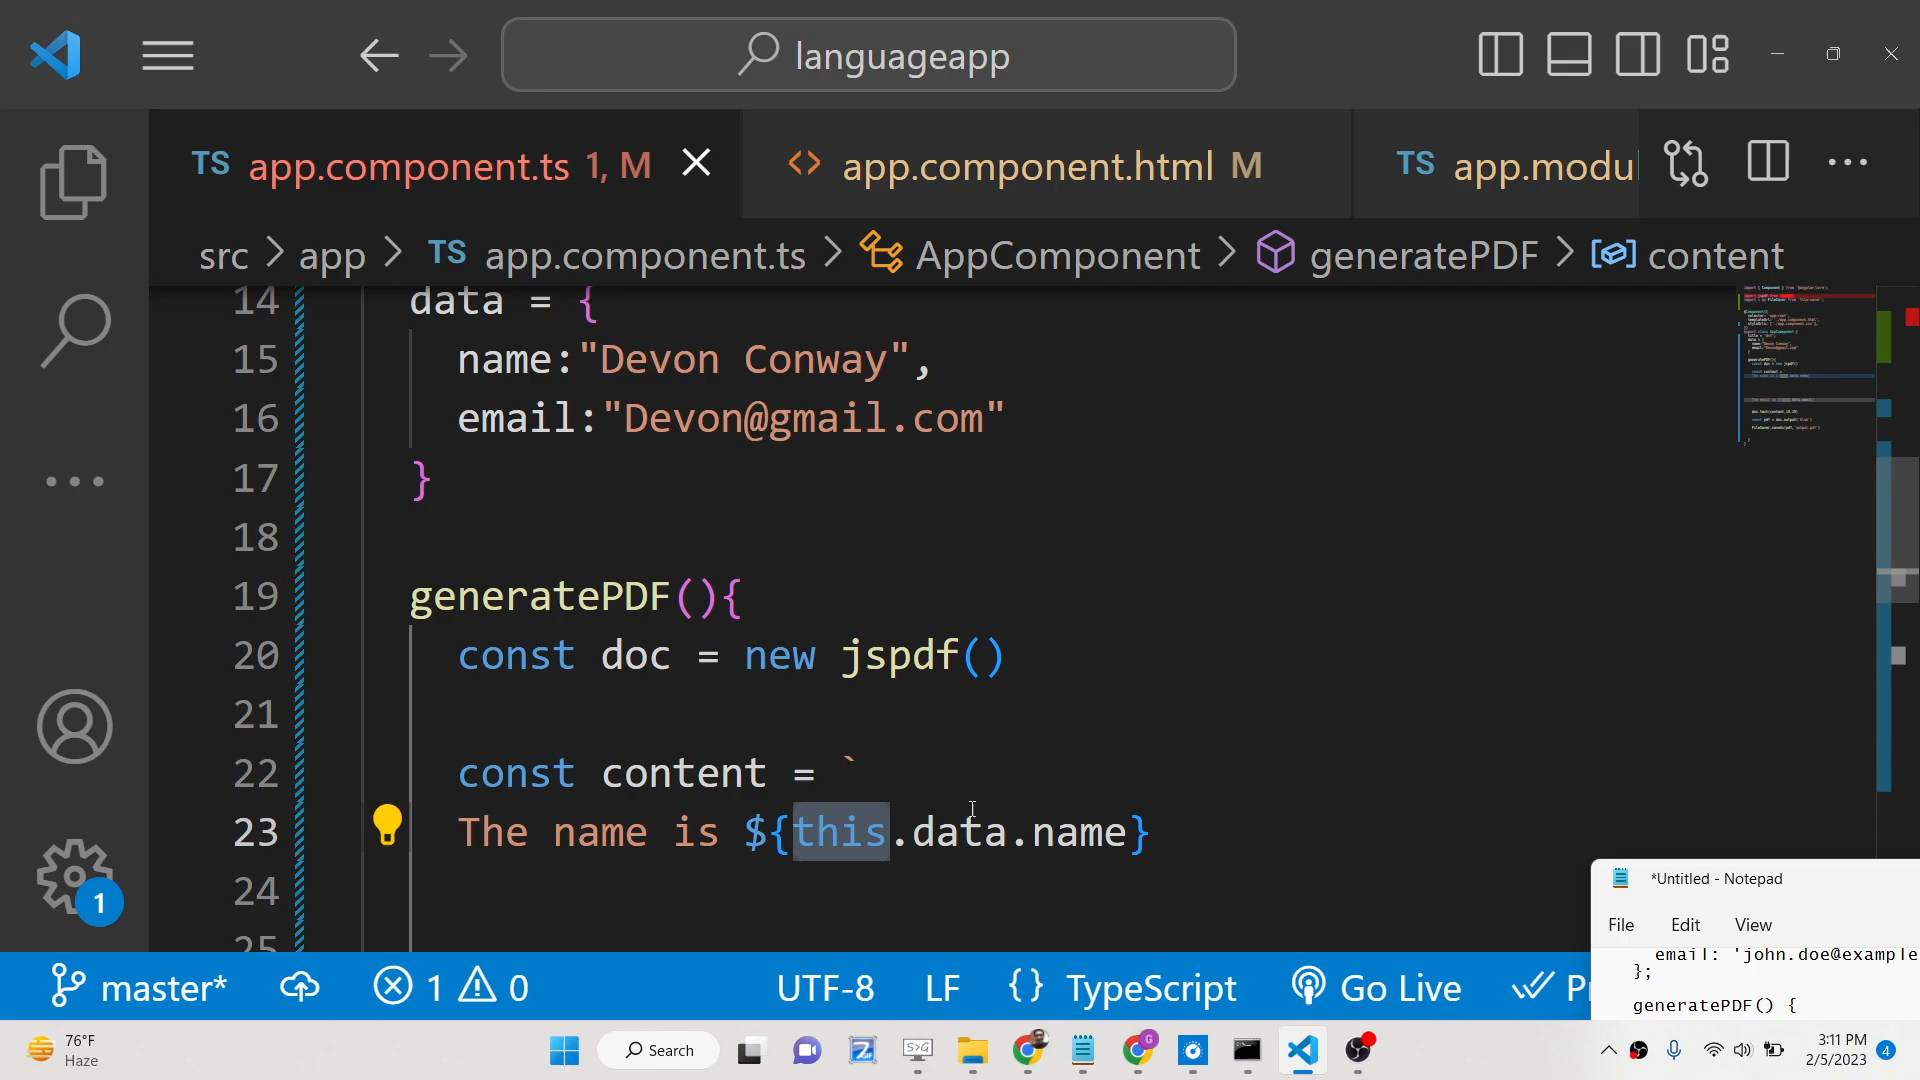 languageapp
TS app.component.ts 1, M
<> app.component.html M
TS app.modul
src > app > TS app.component.ts > AppComponent > generatePDF > content
14 data = {
15 name:"Devon Conway",
16 email:"Devon@gmail.com"
17 }
18
19 generatePDF(){
20 const doc = new jspdf()
21
22 const content = `
23 The name is ${this.data.name}
24
25
1
*Untitled - Notepad
File Edit View
email: 'john.doe@example
};
generatePDF() {
master* 1 0 UTF-8 LF {} TypeScript Go Live
76°F
Haze
Search
3:11 PM
2/5/2023
4